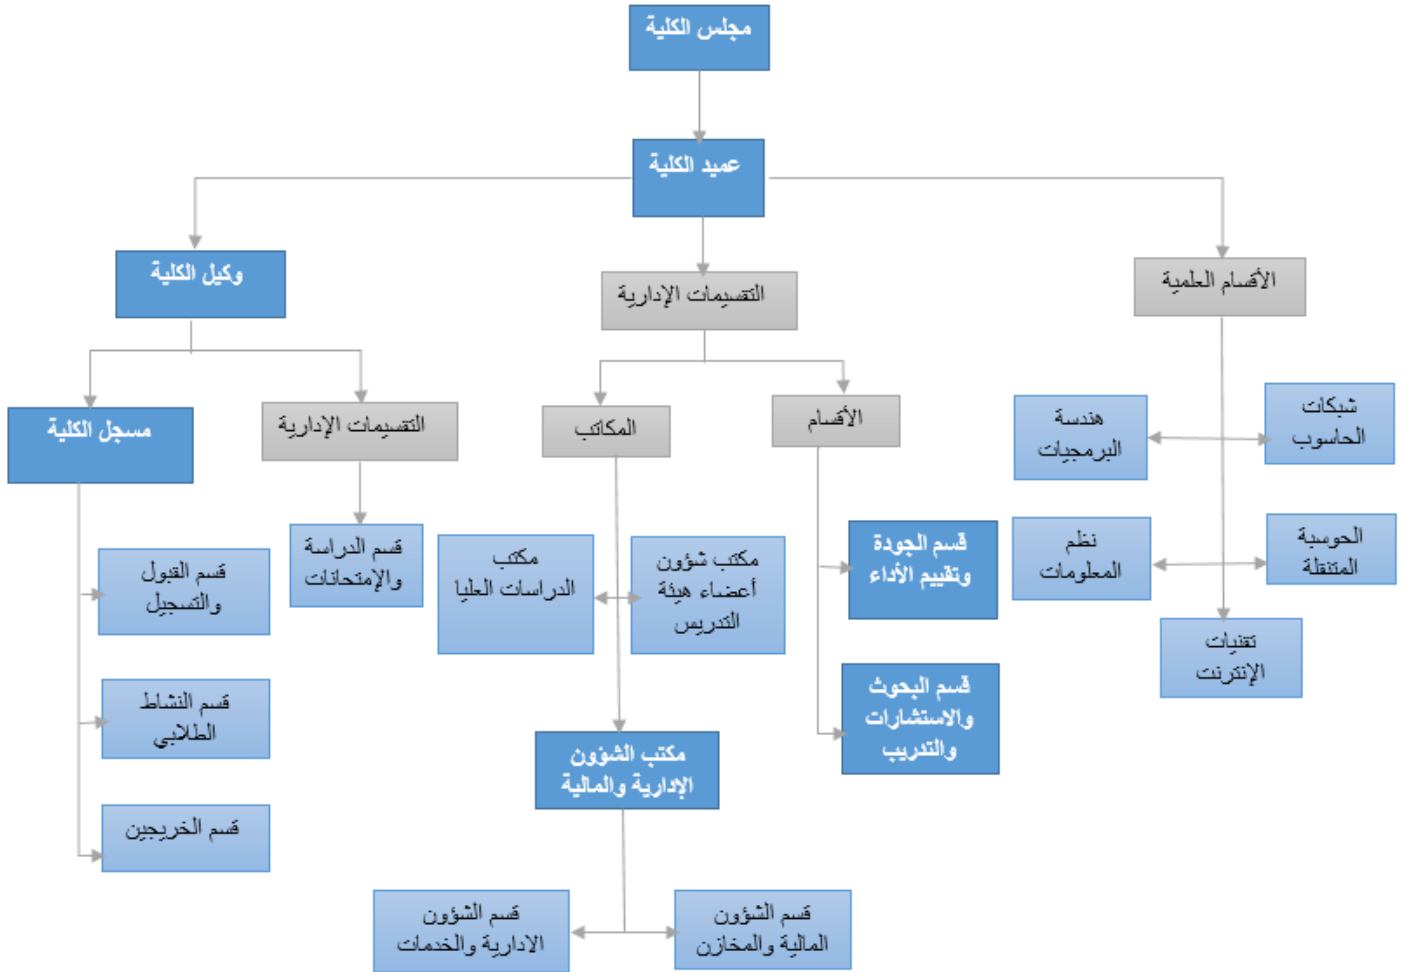 مجلس الكلية
عميد الكلية
وكيل الكلية
التقسيمات الإدارية
الأقسام العلمية
مسجل الكلية
التقسيمات الإدارية
المكاتب
الأقسام
هندسة
البرمجيات
شبكات
الحاسوب
قسم القبول
والتسجيل
قسم الدراسة
والإمتحانات
مكتب
الدراسات العليا
مكتب شؤون
أعضاء هيئة
التدريس
قسم الجودة
وتقييم الأداء
نظم
المعلومات
الحوسبة
المتنقلة
تقنيات
الإنترنت
قسم النشاط
الطلابي
قسم البحوث
والاستشارات
والتدريب
مكتب الشؤون
الإدارية والمالية
قسم الخريجين
قسم الشؤون
الادارية والخدمات
قسم الشؤون
المالية والمخازن